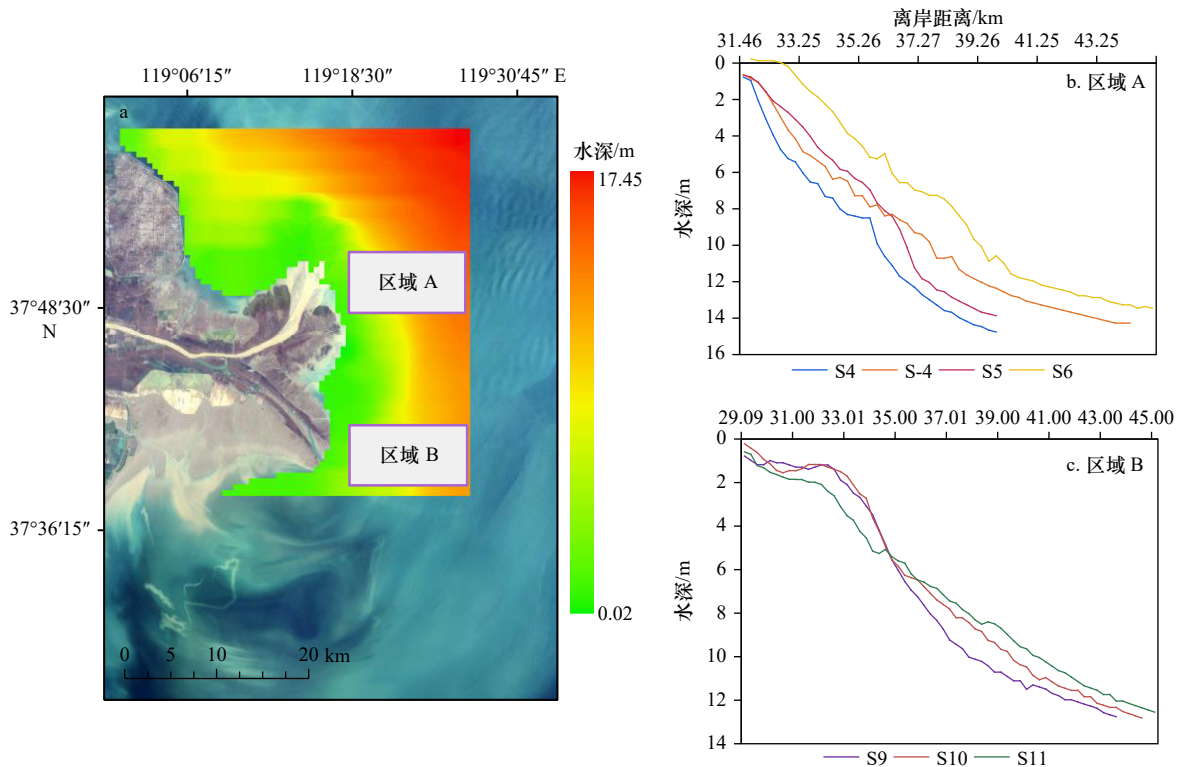 119°06′15″ 119°18′30″ 119°30′45″ E
a
37°48′30″
N
37°36′15″
区域 A
区域 B
0 5 10 20 km
水深/m
17.45
0.02
离岸距离/km
31.46 33.25 35.26 37.27 39.26 41.25 43.25
b. 区域 A
水深/m
0
2
4
6
8
10
12
14
16
S4 S-4 S5 S6
29.09 31.00 33.01 35.00 37.01 39.00 41.00 43.00 45.00
c. 区域 B
水深/m
0
2
4
6
8
10
12
14
S9 S10 S11